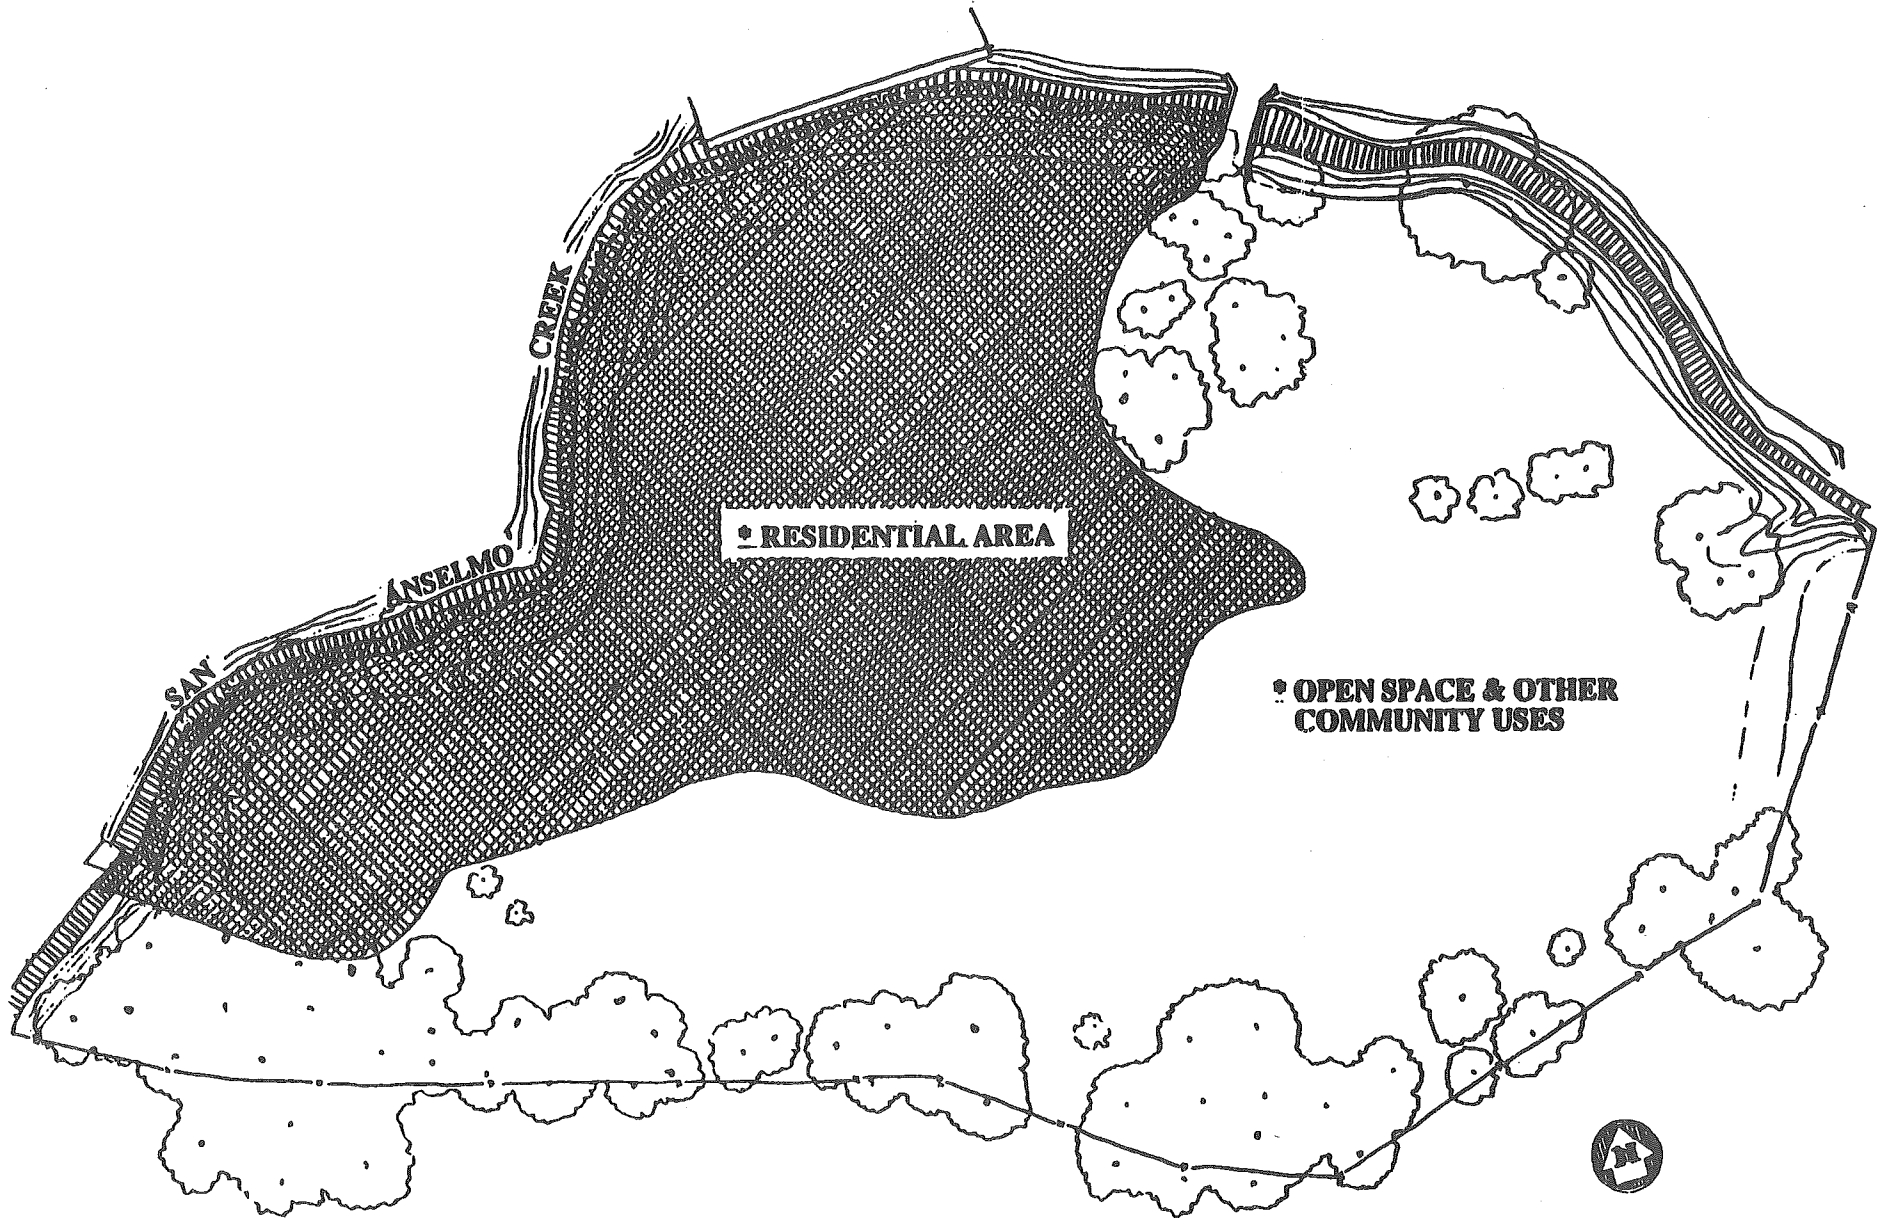 SAN ANSELMO CREEK
* RESIDENTIAL AREA
* OPEN SPACE & OTHER
COMMUNITY USES
N